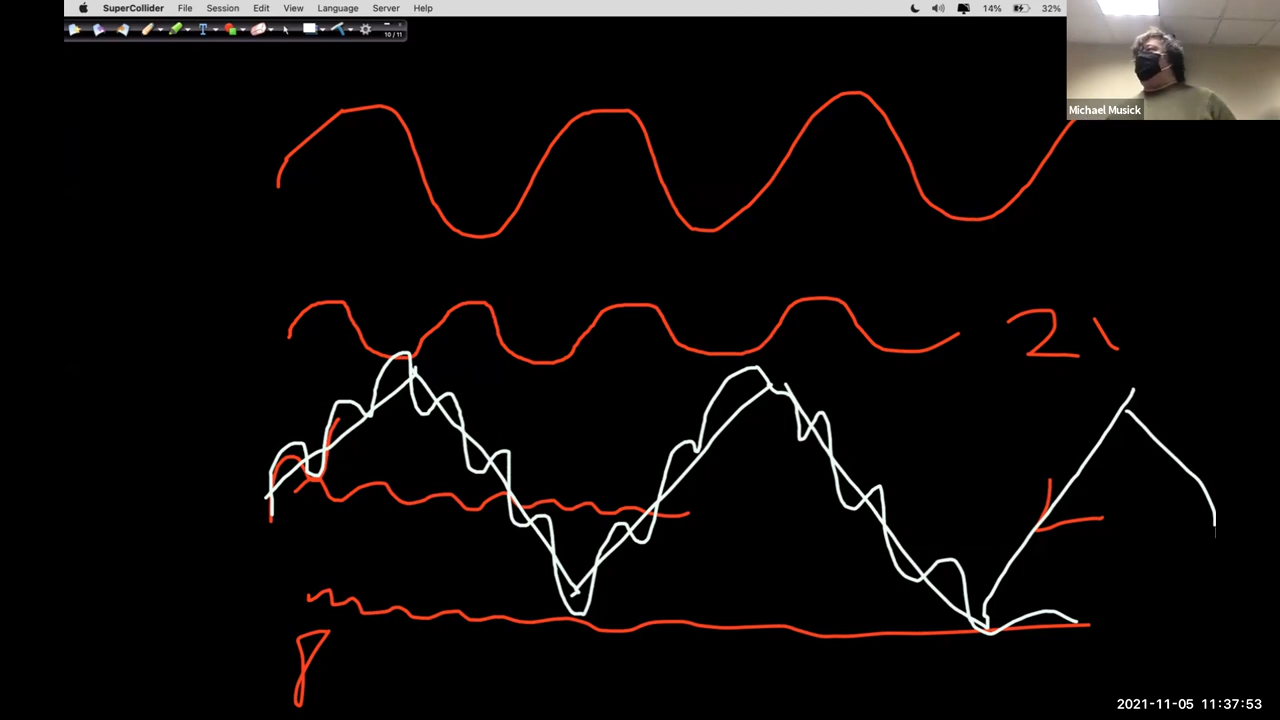 SuperCollider File Edit View Language Session Server Help 14% 32%
10 / 11
Michael Musick
2
2021-11-05 11:37:53